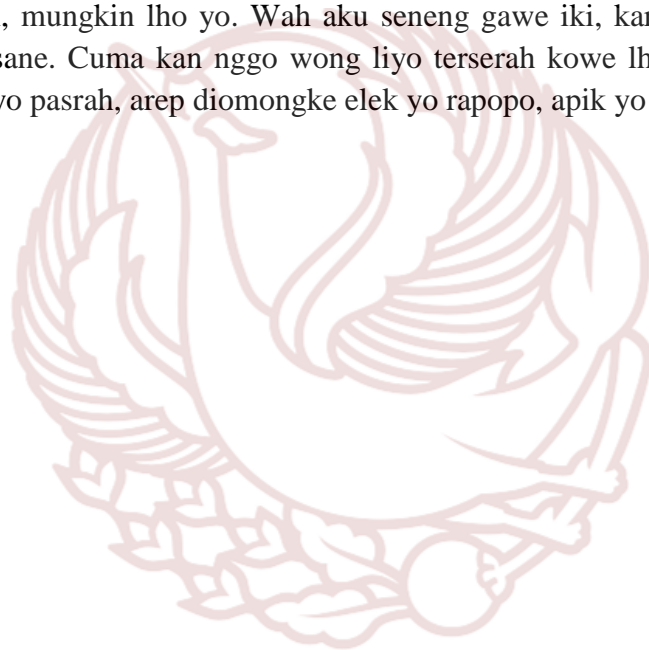 , mungkin lho yo. Wah aku seneng gawe iki, kar
sane. Cuma kan nggo wong liyo terserah kowe lh
yo pasrah, arep diomongke elek yo rapopo, apik yo